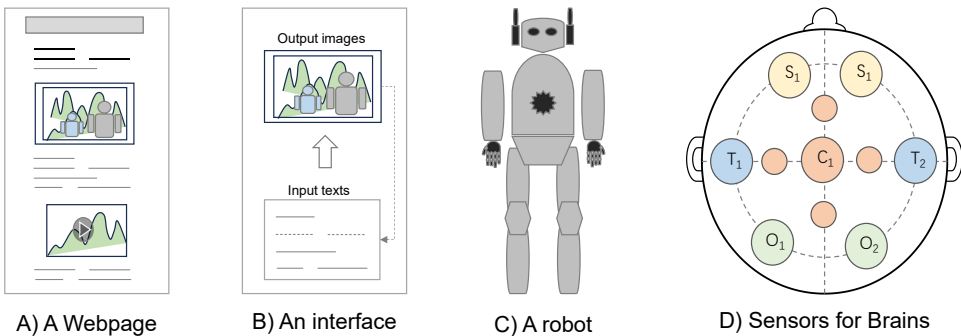 Output images
Input texts
S1
S1
T1
C1
T2
O1
O2
A) A Webpage
B) An interface
C) A robot
D) Sensors for Brains